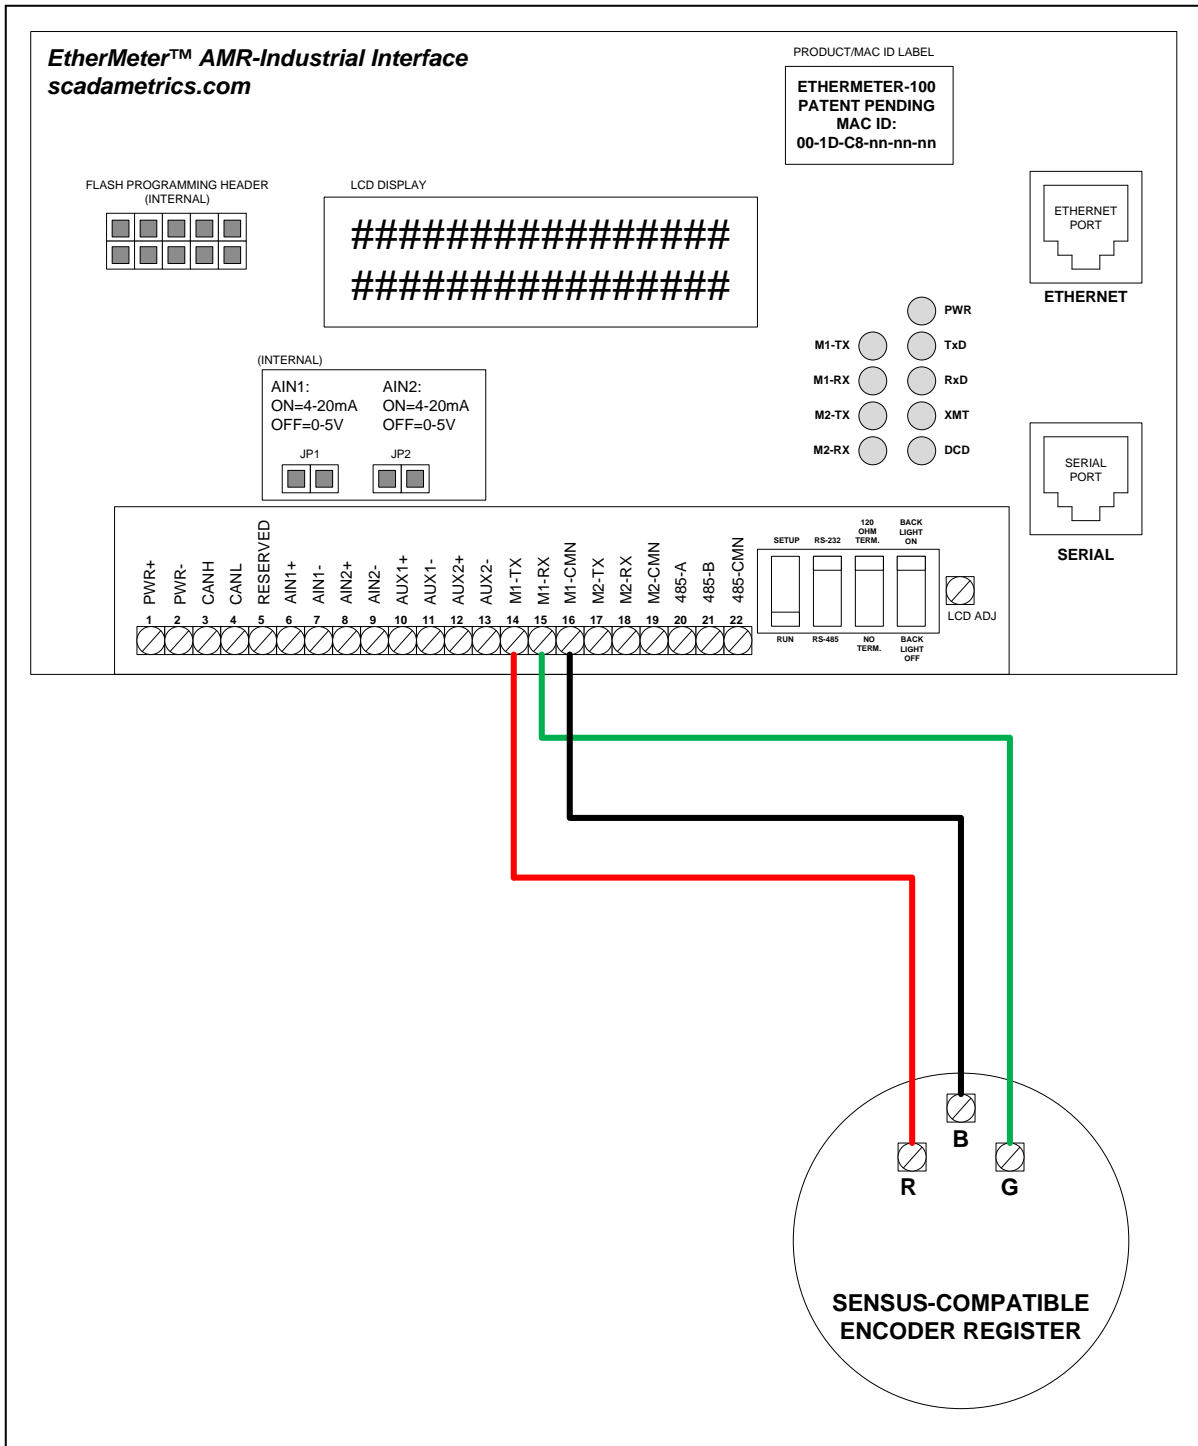 EtherMeter™ AMR-Industrial Interface
scadametrics.com
PRODUCT/MAC ID LABEL
ETHERMETER-100
PATENT PENDING
MAC ID:
00-1D-C8-nn-nn-nn
FLASH PROGRAMMING HEADER
(INTERNAL)
LCD DISPLAY
################
################
ETHERNET
PORT
ETHERNET
PWR
M1-TX
TxD
M1-RX
RxD
M2-TX
XMT
M2-RX
DCD
(INTERNAL)
AIN1:
ON=4-20mA
OFF=0-5V
AIN2:
ON=4-20mA
OFF=0-5V
JP1
JP2
SERIAL
PORT
SERIAL
PWR+
PWR-
CANH
CANL
RESERVED
AIN1+
AIN1-
AIN2+
AIN2-
AUX1+
AUX1-
AUX2+
AUX2-
M1-TX
M1-RX
M1-CMN
M2-TX
M2-RX
M2-CMN
485-A
485-B
485-CMN
1 2 3 4 5 6 7 8 9 10 11 12 13 14 15 16 17 18 19 20 21 22
SETUP
RS-232
120
OHM
TERM.
BACK
LIGHT
ON
RUN
RS-485
NO
TERM.
BACK
LIGHT
OFF
LCD ADJ
B
R
G
SENSUS-COMPATIBLE
ENCODER REGISTER